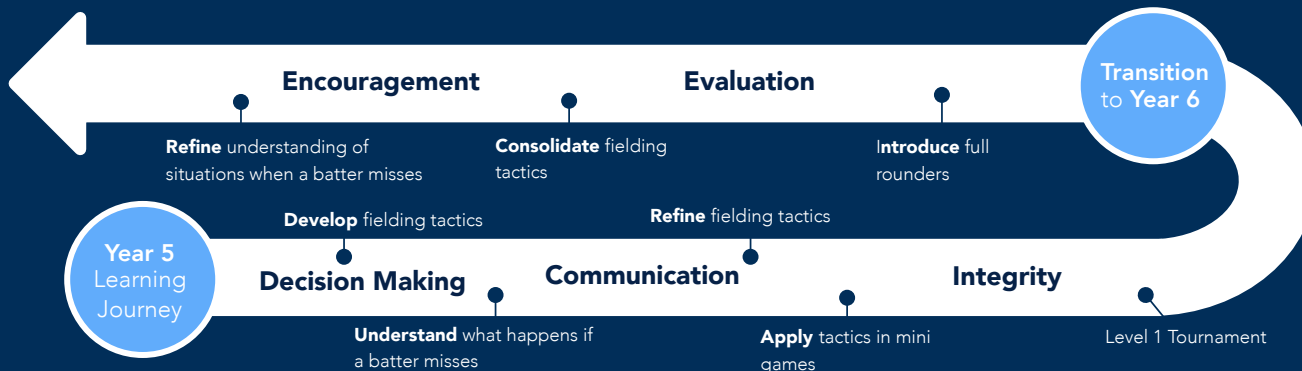 Encouragement
Evaluation
Transition
to Year 6
Refine understanding of
situations when a batter misses
Consolidate fielding
tactics
Introduce full
rounders
Develop fielding tactics
Refine fielding tactics
Year 5
Learning
Journey
Decision Making
Communication
Integrity
Understand what happens if
a batter misses
Apply tactics in mini
games
Level 1 Tournament